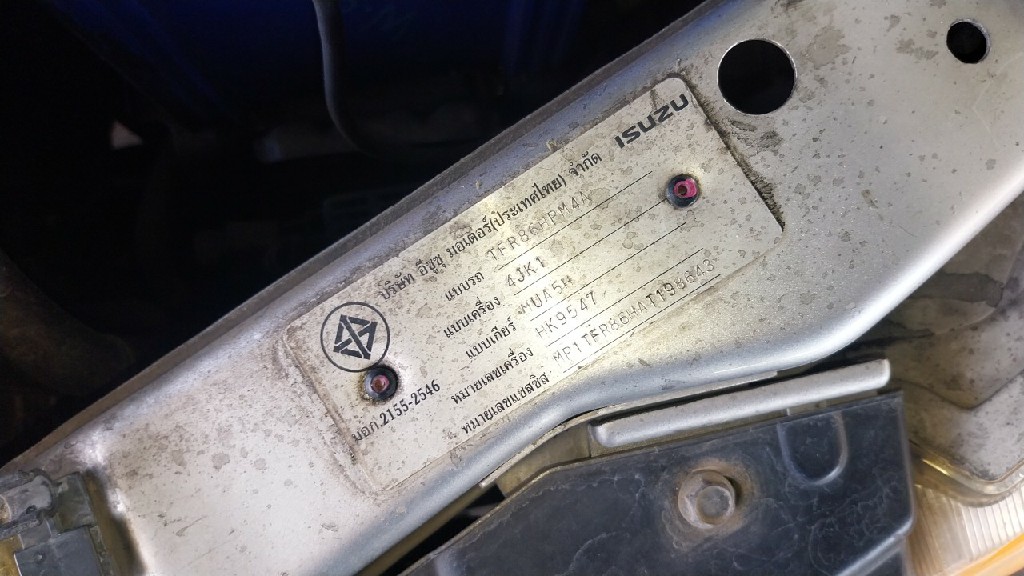 ISUZU
บริษัท อีซูซุ มอเตอร์(ประเทศไทย) จำกัด
แบบรถ
แบบเครื่อง 4JK1
แบบเกียร์ MUA5H
หมายเลขเครื่อง HK9547
หมายเลขแชสซีส์
มอก.2155-2546